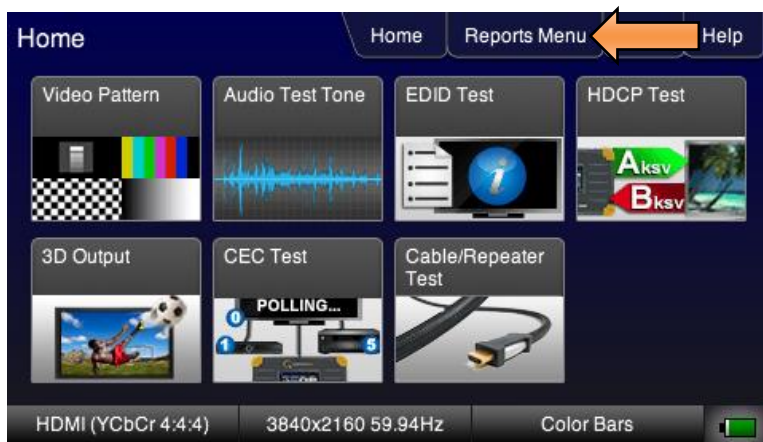 Home
Home
Reports Menu
Help
Video Pattern
Audio Test Tone
EDID Test
HDCP Test
i
Aksv
Bksv
3D Output
CEC Test
Cable/Repeater
Test
POLLING...
0
1
5
HDMI (YCbCr 4:4:4)
3840x2160 59.94Hz
Color Bars